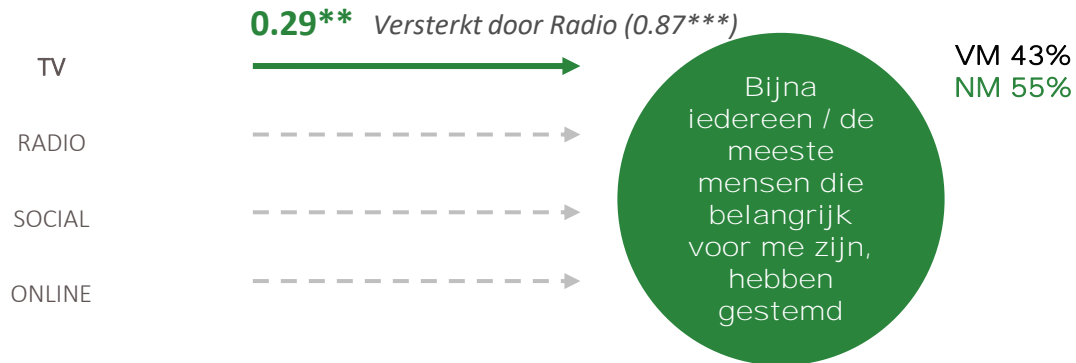 0.29** Versterkt door Radio (0.87***)
TV
RADIO
SOCIAL
ONLINE
Bijna
iedereen / de
meeste
mensen die
belangrijk
voor me zijn,
hebben
gestemd
VM 43%
NM 55%